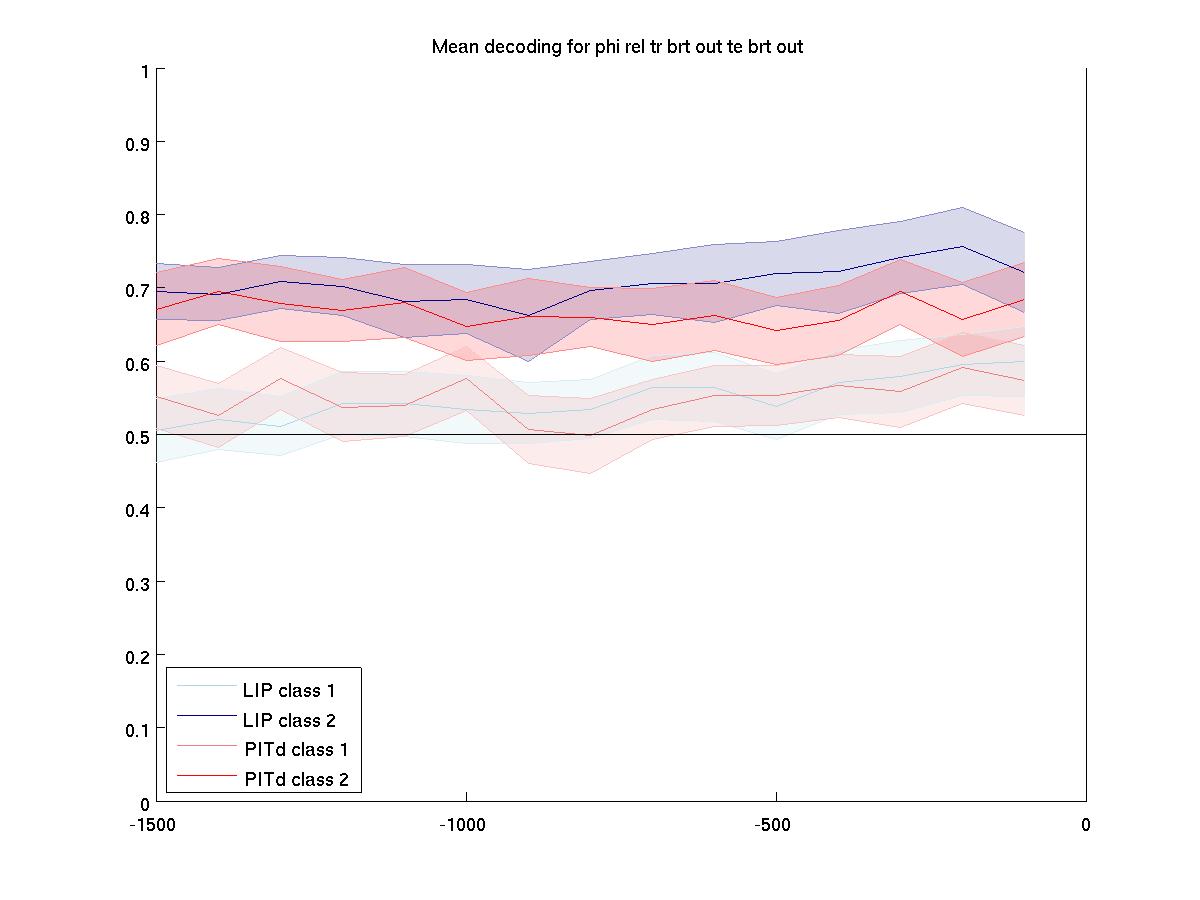 Mean decoding for phi rel tr brt out te brt out
1
0.9
0.8
0.7
0.6
0.5
0.4
0.3
0.2
0.1
0
LIP class 1
LIP class 2
PITd class 1
PITd class 2
-1500 -1000 -500 0